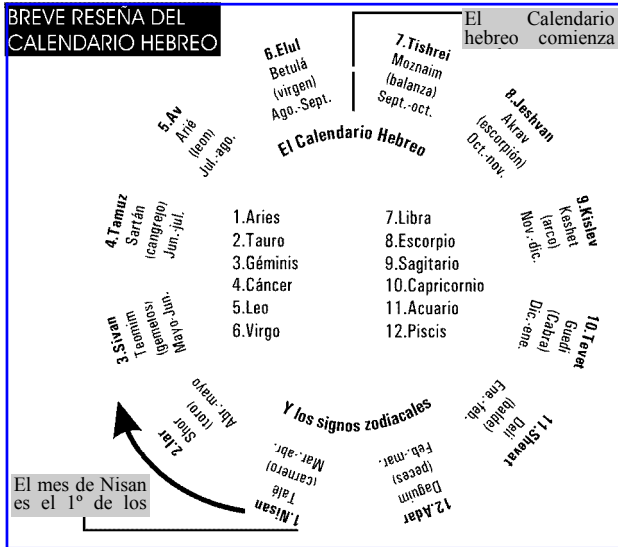 BREVE RESEÑA DEL
CALENDARIO HEBREO
El Calendario
hebreo comienza
6.Elul
Betulá
(virgen)
Ago.-Sept.
7.Tishrei
Moznaim
(balanza)
Sept.-oct.
8.Jeshvan
Akrav
(escorpión)
Oct.-nov.
9.Kislev
Keshet
(arco)
Nov.-dic.
10.Tevet
Guedi
(Cabra)
Dic.-ene.
11.Shevat
Deli
(balde)
Ene.-feb.
12.Adar
Daguim
(peces)
Feb.-mar.
1.Nisan
Talé
(carnero)
Mar.-abr.
2.Iar
Shor
(toro)
Abr.-mayo
3.Sivan
Teomim
(gemelos)
Mayo-Jun.
4.Tamuz
Sartán
(cangrejo)
Jun.-jul.
5.Av
Arié
(leon)
Jul.-ago.
El Calendario Hebreo
1.Aries
2.Tauro
3.Géminis
4.Cáncer
5.Leo
6.Virgo
7.Libra
8.Escorpio
9.Sagitario
10.Capricornio
11.Acuario
12.Piscis
Y los signos zodiacales
El mes de Nisan
es el 1º de los